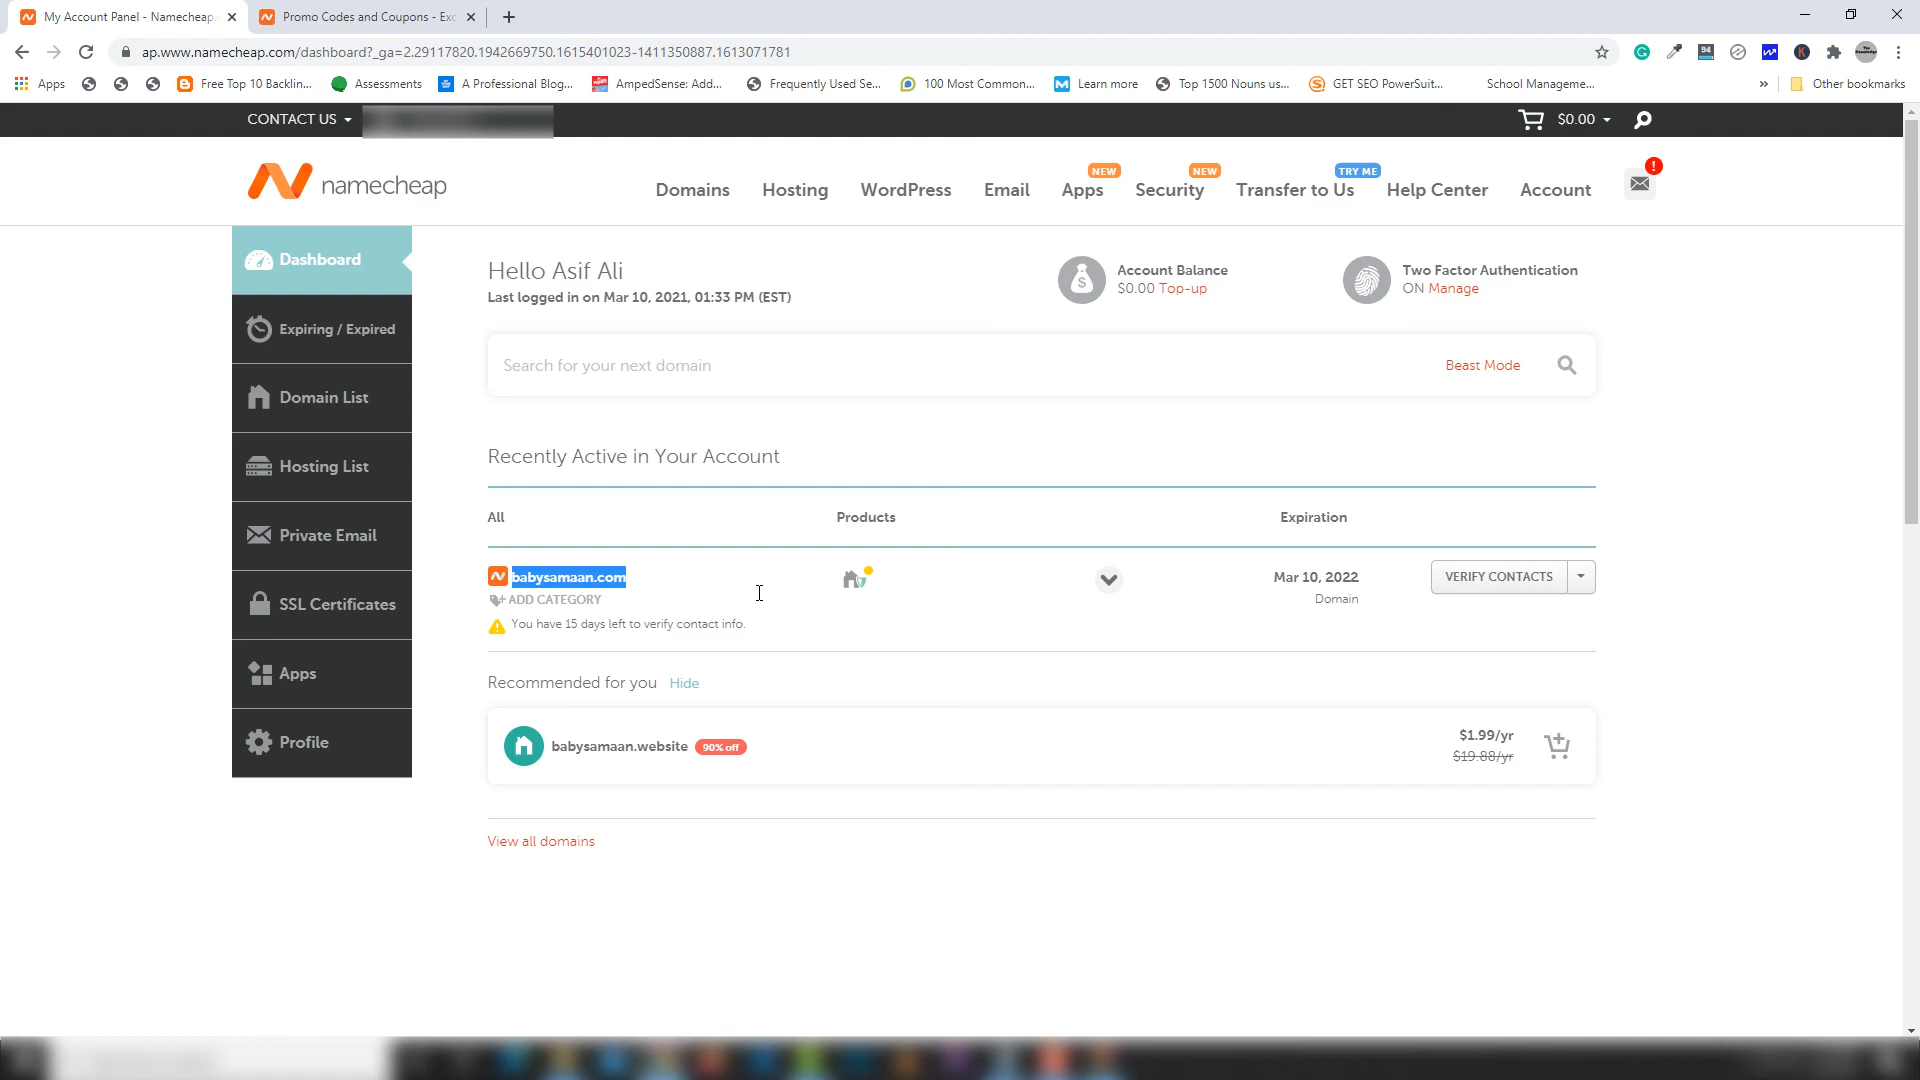 My Account Panel - Namecheap.
Promo Codes and Coupons - Exc
ap.www.namecheap.com/dashboard?_ga=2.29117820.1942669750.1615401023-1411350887.1613071781
94
K
Apps
Free Top 10 Backlin...
Assessments
A Professional Blog...
AmpedSense: Add...
Frequently Used Se...
100 Most Common...
Learn more
Top 1500 Nouns us...
GET SEO PowerSuit...
School Manageme...
»
Other bookmarks
CONTACT US
$0.00
namecheap
Domains
Hosting
WordPress
Email
NEW
Apps
NEW
Security
TRY ME
Transfer to Us
Help Center
Account
!
Dashboard
Expiring / Expired
Domain List
Hosting List
Private Email
SSL Certificates
Apps
Profile
Hello Asif Ali
Last logged in on Mar 10, 2021, 01:33 PM (EST)
Account Balance
$0.00 Top-up
Two Factor Authentication
ON Manage
Search for your next domain
Beast Mode
Recently Active in Your Account
All
Products
Expiration
babysamaan.com
Mar 10, 2022
VERIFY CONTACTS
ADD CATEGORY
Domain
You have 15 days left to verify contact info.
Recommended for you Hide
babysamaan.website 90% off
$1.99/yr
$19.88/yr
View all domains